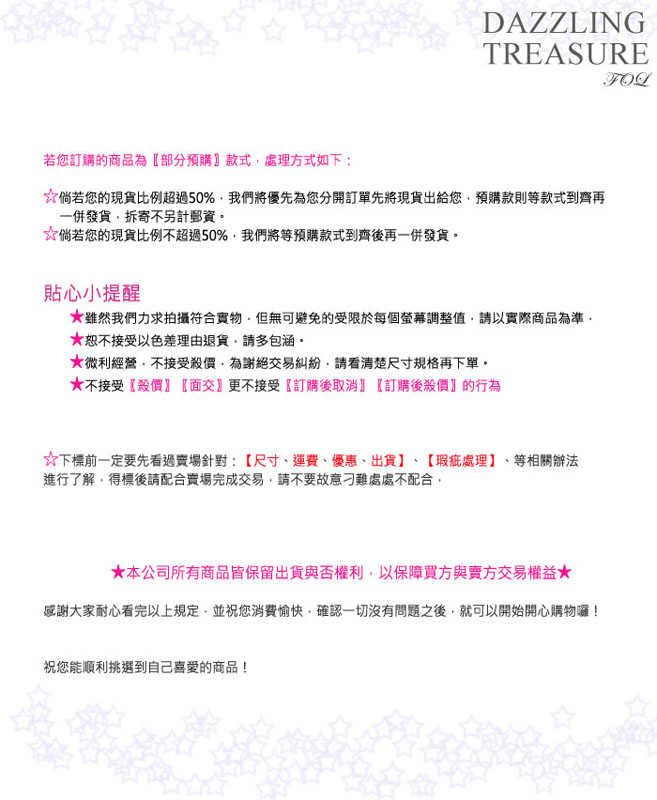 DAZZLING
TREASURE
FOL
若您訂購的商品為〖部分預購〗款式，處理方式如下：
☆倘若您的現貨比例超過50%，我們將優先為您分開訂單先將現貨出給您，預購款則等款式到齊再
一併發貨，拆寄不另計郵資。
☆倘若您的現貨比例不超過50%，我們將等預購款式到齊後再一併發貨。
貼心小提醒
★雖然我們力求拍攝符合實物，但無可避免的受限於每個螢幕調整值，請以實際商品為準，
★恕不接受以色差理由退貨，請多包涵。
★微利經營，不接受殺價，為謝絕交易糾紛，請看清楚尺寸規格再下單。
★不接受〖殺價〗〖面交〗更不接受〖訂購後取消〗〖訂購後殺價〗的行為
☆下標前一定要先看過賣場針對：【尺寸、運費、優惠、出貨】、【瑕疵處理】、等相關辦法
進行了解，得標後請配合賣場完成交易，請不要故意刁難處處不配合，
★本公司所有商品皆保留出貨與否權利，以保障買方與賣方交易權益★
感謝大家耐心看完以上規定，並祝您消費愉快，確認一切沒有問題之後，就可以開始開心購物囉！
祝您能順利挑選到自己喜愛的商品！